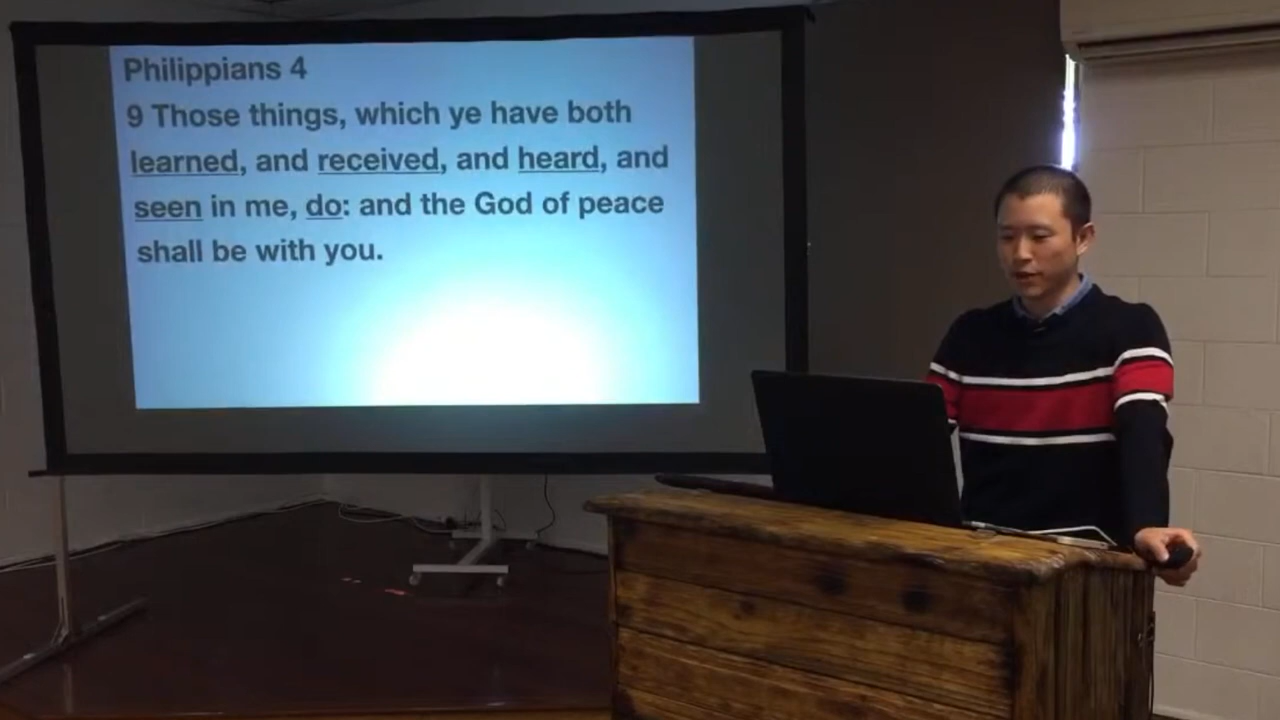 Philippians 4
9 Those things, which ye have both
learned, and received, and heard, and
seen in me, do: and the God of peace
shall be with you.